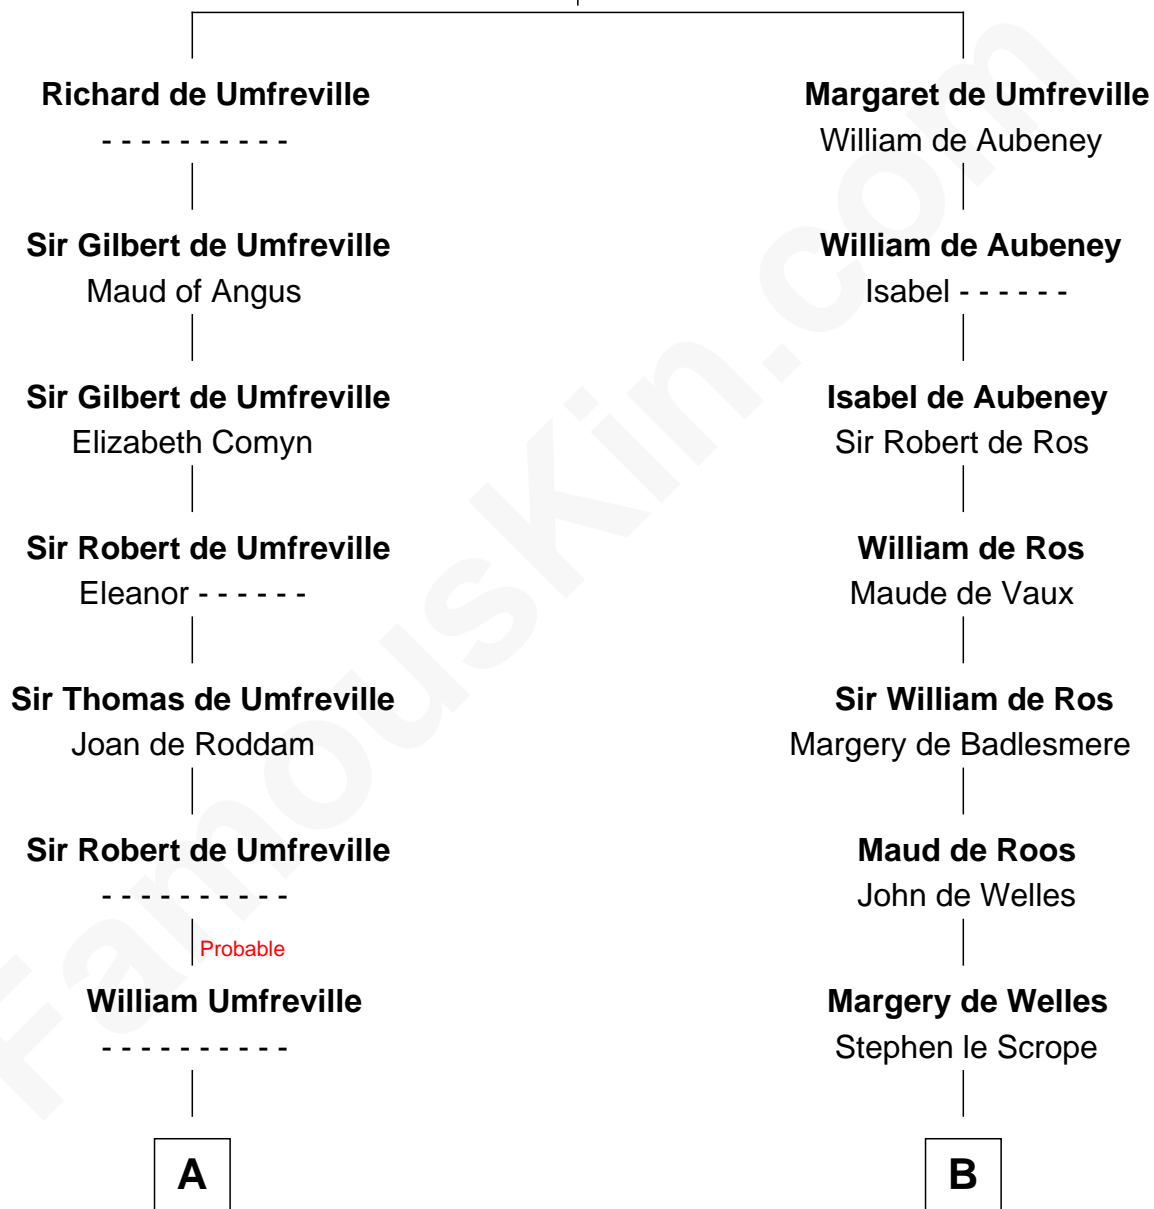 Richard de Umfreville
- - - - - - - - - -
Sir Gilbert de Umfreville
Maud of Angus
Sir Gilbert de Umfreville
Elizabeth Comyn
Sir Robert de Umfreville
Eleanor - - - - - -
Sir Thomas de Umfreville
Joan de Roddam
Sir Robert de Umfreville
- - - - - - - - - -
Probable
William Umfreville
- - - - - - - - - -
A
Margaret de Umfreville
William de Aubeney
William de Aubeney
Isabel - - - - - -
Isabel de Aubeney
Sir Robert de Ros
William de Ros
Maude de Vaux
Sir William de Ros
Margery de Badlesmere
Maud de Roos
John de Welles
Margery de Welles
Stephen le Scrope
B
FamousKin.com